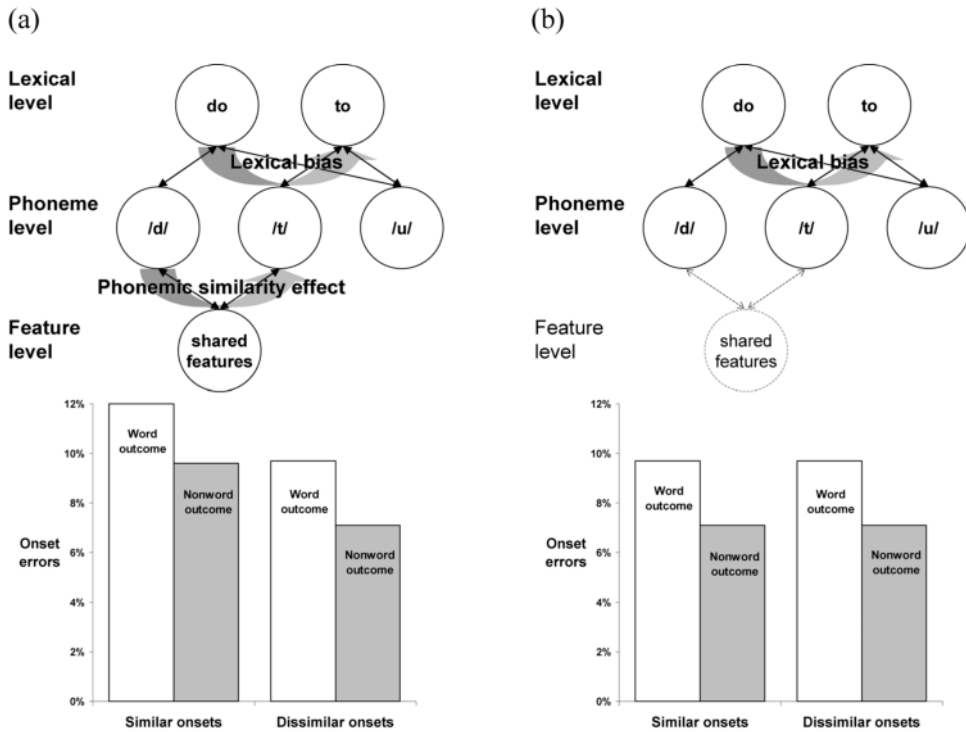 (a)
Lexical
level
do
to
Lexical bias
Phoneme
level
/d/
/t/
/u/
Phonemic similarity effect
Feature
level
shared
features
12%
10%
8%
6%
4%
2%
0%
Onset
errors
Word
outcome
Nonword
outcome
Word
outcome
Nonword
outcome
Similar onsets
Dissimilar onsets
(b)
Lexical
level
do
to
Lexical bias
Phoneme
level
/d/
/t/
/u/
Feature
level
shared
features
12%
10%
8%
6%
4%
2%
0%
Onset
errors
Word
outcome
Nonword
outcome
Word
outcome
Nonword
outcome
Similar onsets
Dissimilar onsets